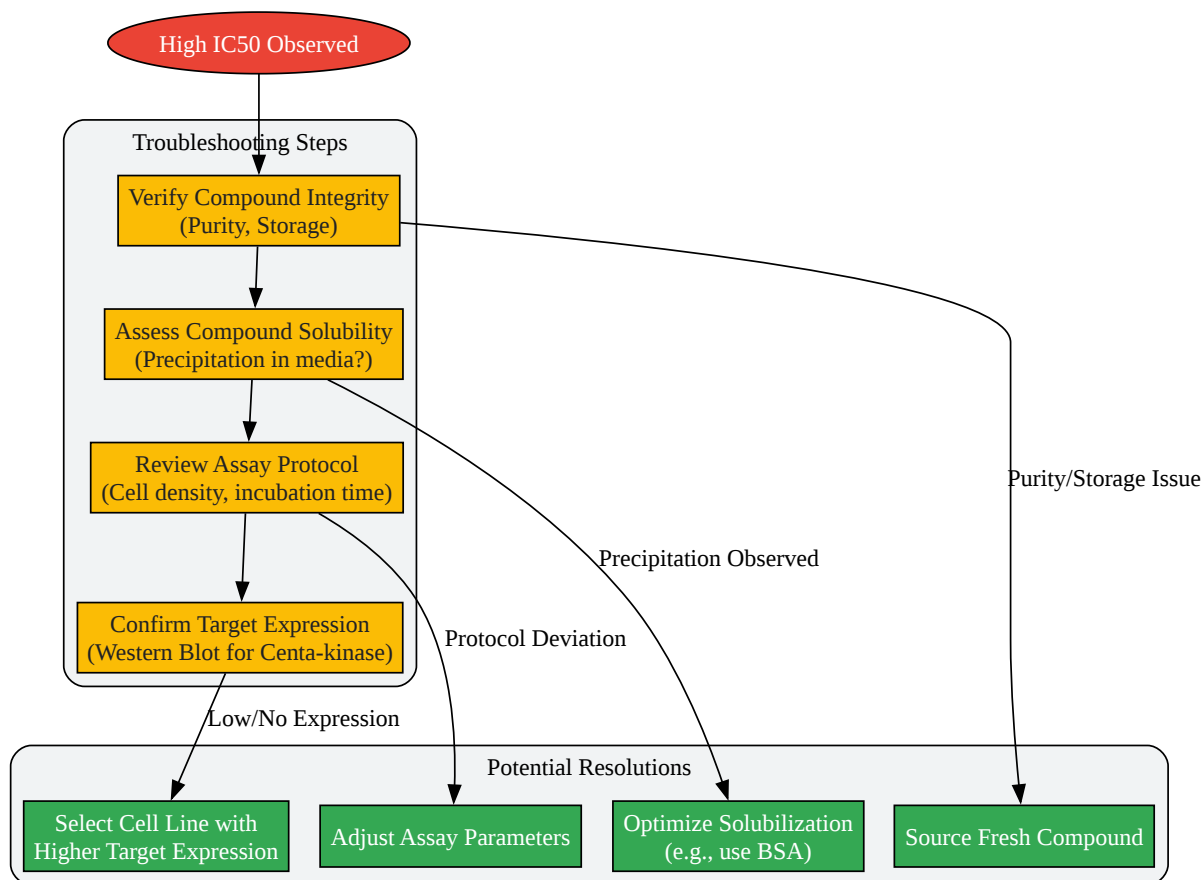 High IC50 Observed
Troubleshooting Steps
Verify Compound Integrity
(Purity, Storage)
Assess Compound Solubility
(Precipitation in media?)
Review Assay Protocol
(Cell density, incubation time)
Purity/Storage Issue
Precipitation Observed
Confirm Target Expression
(Western Blot for Centa-kinase)
Protocol Deviation
Low/No Expression
Potential Resolutions
Select Cell Line with
Higher Target Expression
Adjust Assay Parameters
Optimize Solubilization
(e.g., use BSA)
Source Fresh Compound